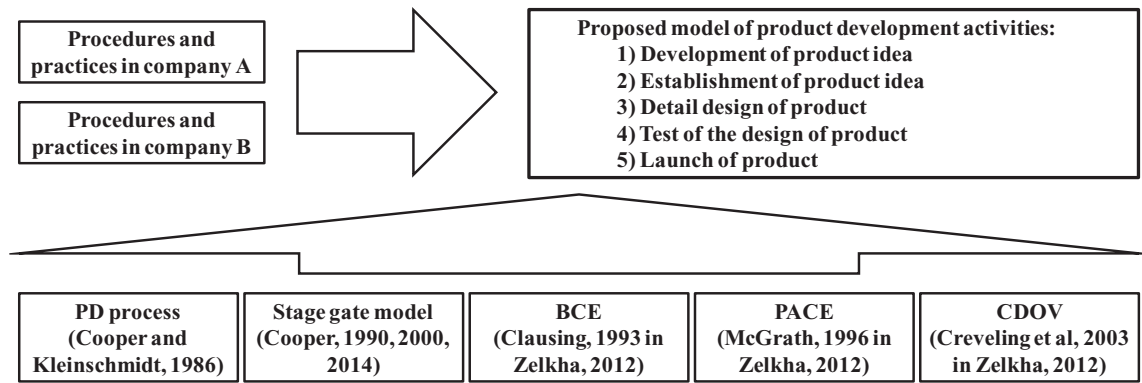 Procedures and
practices in company A
Procedures and
practices in company B
Proposed model of product development activities:
1) Development of product idea
2) Establishment of product idea
3) Detail design of product
4) Test of the design of product
5) Launch of product
PD process
(Cooper and
Kleinschmidt, 1986)
Stage gate model
(Cooper, 1990, 2000,
2014)
BCE
(Clausing, 1993 in
Zelkha, 2012)
PACE
(McGrath, 1996 in
Zelkha, 2012)
CDOV
(Creveling et al, 2003
in Zelkha, 2012)